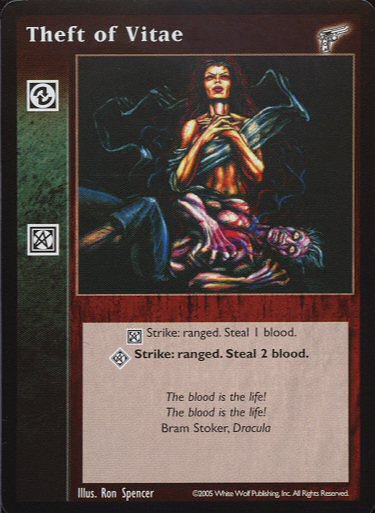 Theft of Vitae
Strike: ranged. Steal 1 blood.
Strike: ranged. Steal 2 blood.
The blood is the life!
The blood is the life!
Bram Stoker, Dracula
Illus. Ron Spencer
©2005 White Wolf Publishing, Inc. All Rights Reserved.